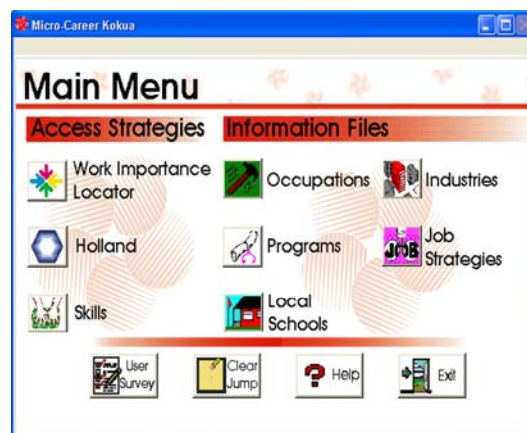 Micro-Career Kokua
Main Menu
Access Strategies
Information Files
Work Importance
Locator
Holland
Skills
Occupations
Programs
Local
Schools
Industries
JOB
Job
Strategies
User
Survey
Clear
Jump
? Help
Exit